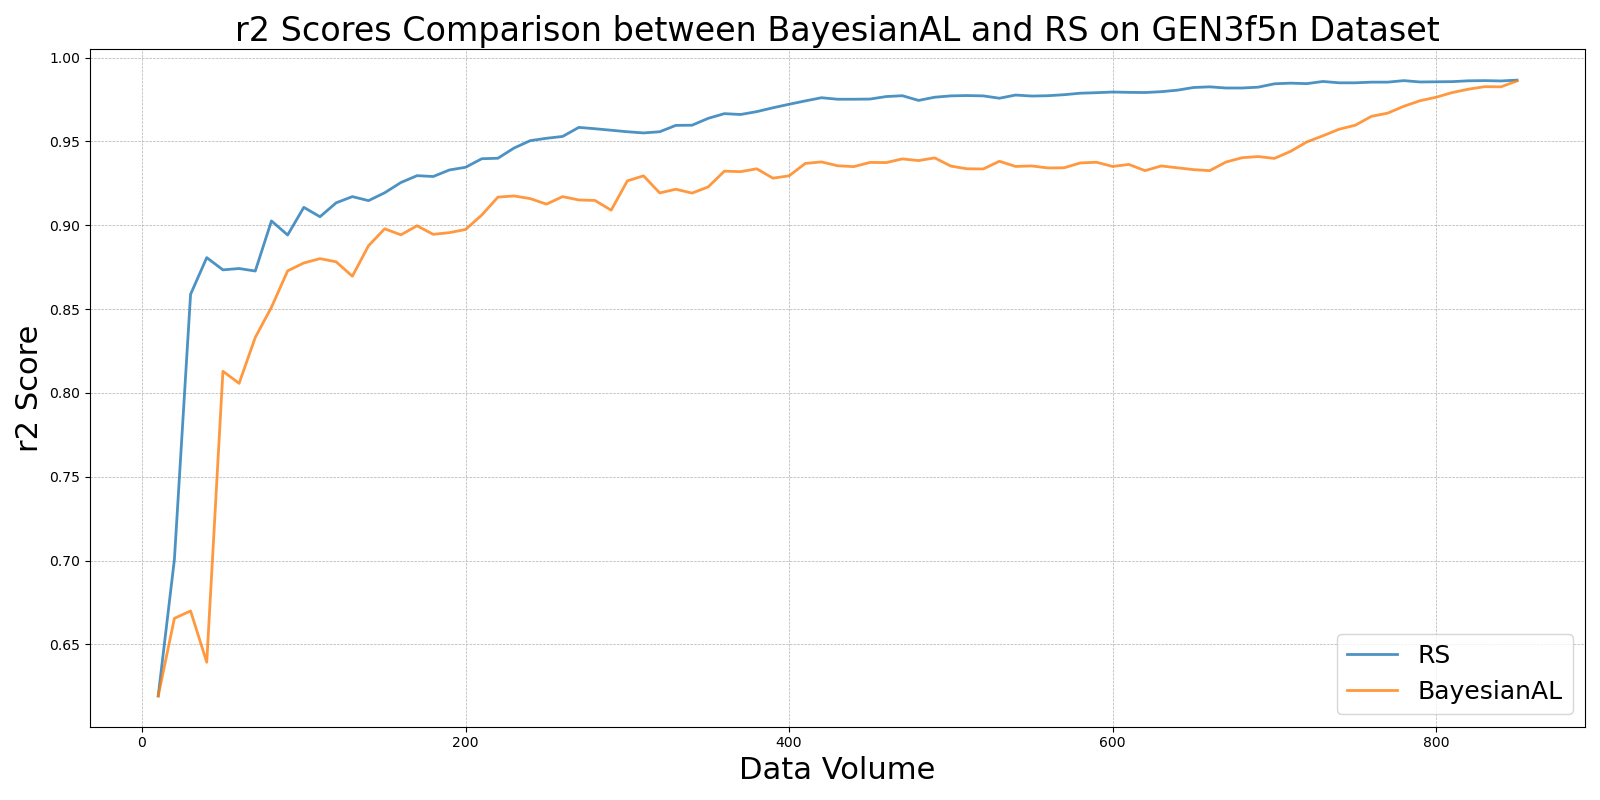 r2 Scores Comparison between BayesianAL and RS on GEN3f5n Dataset
1.00
0.95
0.90
0.85
0.80
0.75
0.70
0.65
r2 Score
RS
BayesianAL
0
200
400
600
800
Data Volume